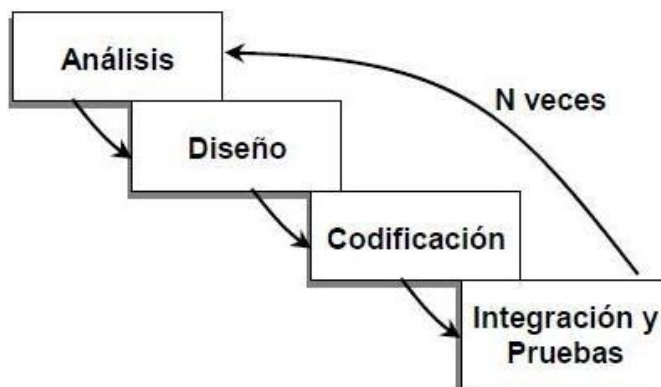 Análisis
N veces
Diseño
Codificación
Integración y
Pruebas